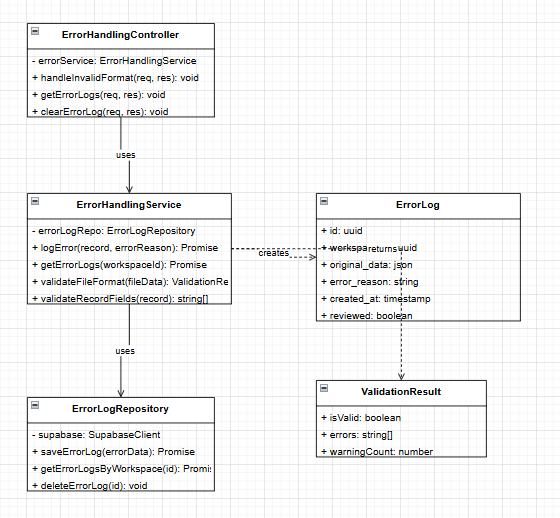 ErrorHandlingController
- errorService: ErrorHandlingService
+ handleInvalidFormat(req, res): void
+ getErrorLogs(req, res): void
+ clearErrorLog(req, res): void
uses
ErrorHandlingService
- errorLogRepo: ErrorLogRepository
+ logError(record, errorReason): Promise
+ getErrorLogs(workspaceId): Promise
+ validateFileFormat(fileData): ValidationRe
+ validateRecordFields(record): string[]
creates
returns
ErrorLog
+ id: uuid
+ workspa uuid
+ original_data: json
+ error_reason: string
+ created_at: timestamp
+ reviewed: boolean
uses
ErrorLogRepository
- supabase: SupabaseClient
+ saveErrorLog(errorData): Promise
+ getErrorLogsByWorkspace(id): Promi
+ deleteErrorLog(id): void
ValidationResult
+ isValid: boolean
+ errors: string[]
+ warningCount: number